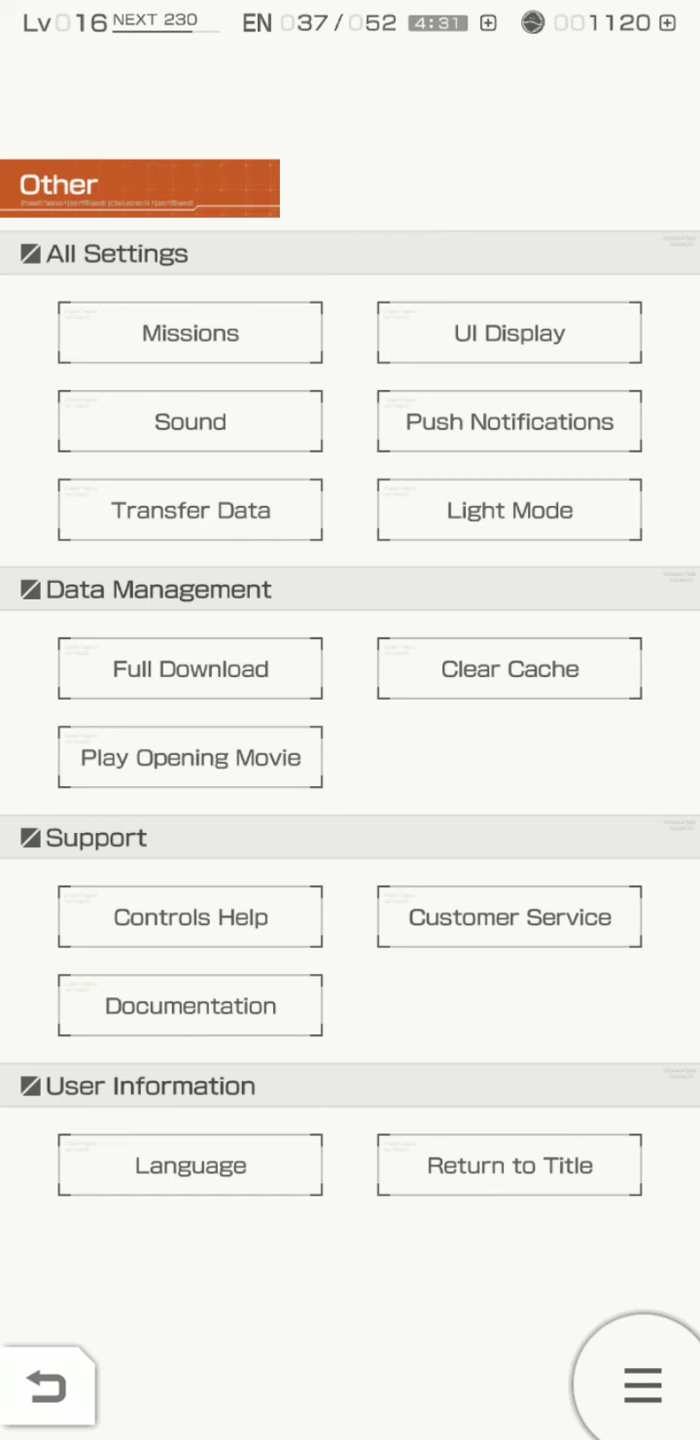 Lv016 NEXT 230 EN 037/052 4:31 001120
Other
All Settings
Missions UI Display
Sound Push Notifications
Transfer Data Light Mode
Data Management
Full Download Clear Cache
Play Opening Movie
Support
Controls Help Customer Service
Documentation
User Information
Language Return to Title